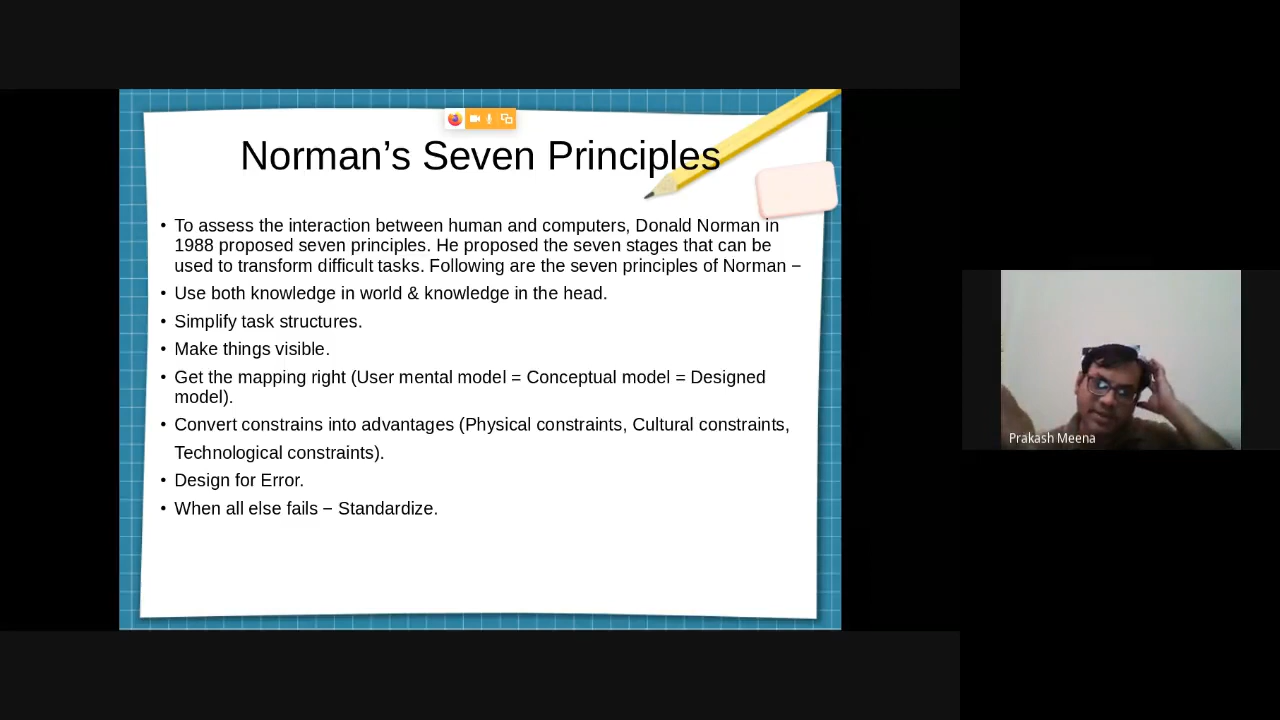 Norman’s Seven Principles
• To assess the interaction between human and computers, Donald Norman in
1988 proposed seven principles. He proposed the seven stages that can be
used to transform difficult tasks. Following are the seven principles of Norman −
• Use both knowledge in world & knowledge in the head.
• Simplify task structures.
• Make things visible.
• Get the mapping right (User mental model = Conceptual model = Designed
model).
• Convert constrains into advantages (Physical constraints, Cultural constraints,
Technological constraints).
• Design for Error.
• When all else fails − Standardize.
Prakash Meena